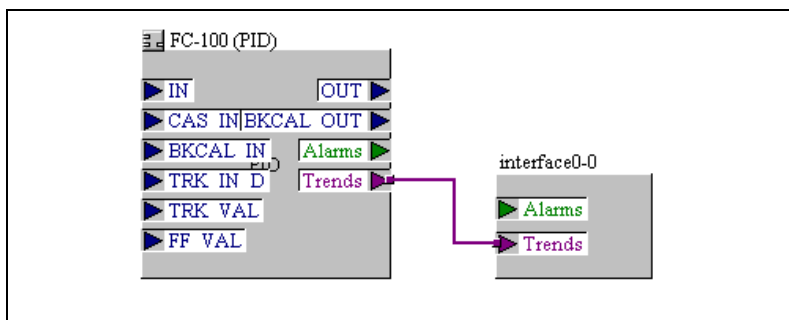 FC-100 (PID)
IN
OUT
CAS IN
BKCAL OUT
BKCAL IN
Alarms
PID
TRK IN D
Trends
TRK VAL
FF VAL
interface0-0
Alarms
Trends